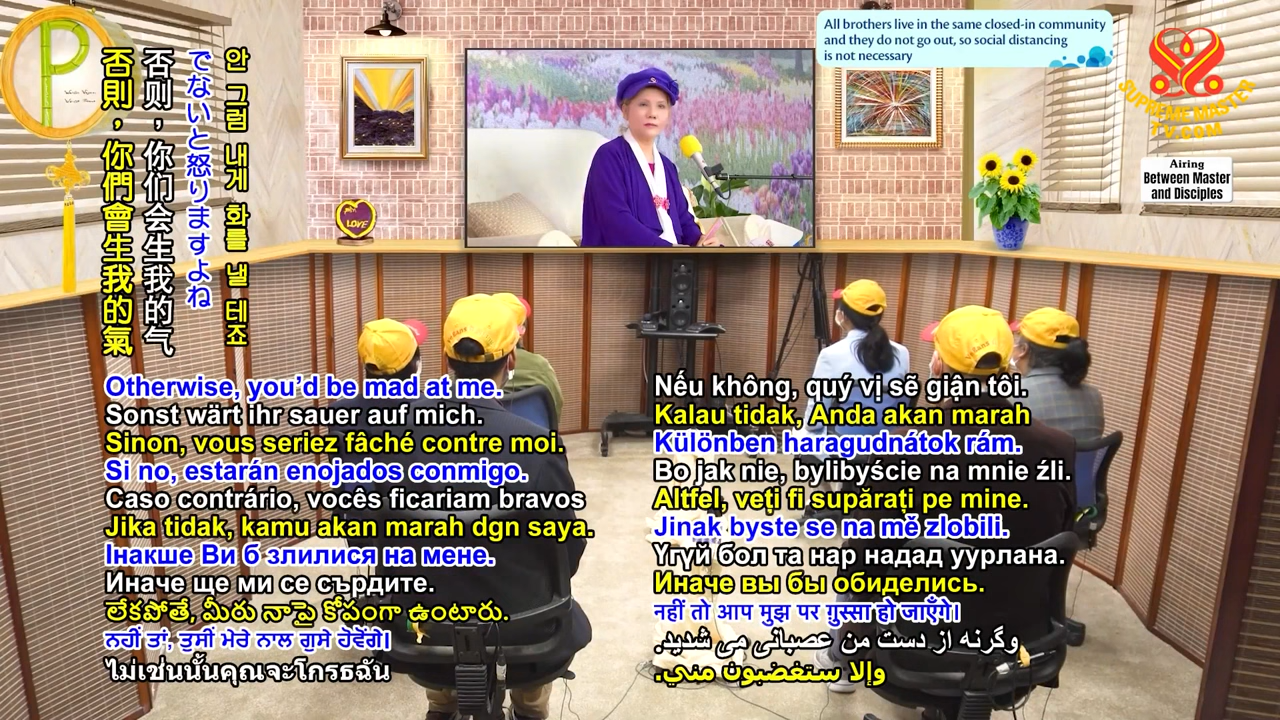 All brothers live in the same closed-in community
and they do not go out, so social distancing
is not necessary
SUPREME MASTER
TV.COM
Airing
Between Master
and Disciples
LOVE
否則，你們會生我的氣
否则，你们会生我的气
でないと怒りますよね
안 그럼 내게 화를 낼 테죠
Otherwise, you’d be mad at me.
Sonst wärt ihr sauer auf mich.
Sinon, vous seriez fâché contre moi.
Si no, estarán enojados conmigo.
Caso contrário, vocês ficariam bravos
Jika tidak, kamu akan marah dgn saya.
Інакше Ви б злилися на мене.
Иначе ще ми се сърдите.
లేకపోతే, మీరు నాపై కోపంగా ఉంటారు.
ਨਹੀਂ ਤਾਂ, ਤੁਸੀਂ ਮੇਰੇ ਨਾਲ ਗੁਸੇ ਹੋਵੋਂਗੇ।
ไม่เช่นนั้นคุณจะโกรธฉัน
Nếu không, quý vị sẽ giận tôi.
Kalau tidak, Anda akan marah
Különben haragudnátok rám.
Bo jak nie, bylibyście na mnie źli.
Altfel, veți fi supărați pe mine.
Jinak byste se na mě zlobili.
Үгүй бол та нар надад уурлана.
Иначе вы бы обиделись.
नहीं तो आप मुझ पर ग़ुस्सा हो जाएँगे।
وگرنه از دست من عصبانی می شدید.
وإلا ستغضبون مني.